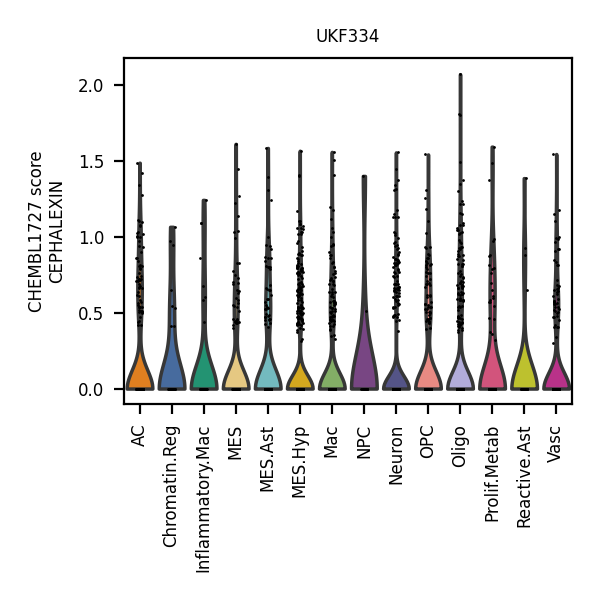 UKF334
CHEMBL1727 score
CEPHALEXIN
2.0
1.5
1.0
0.5
0.0
AC
Chromatin.Reg
Inflammatory.Mac
MES
MES.Ast
MES.Hyp
Mac
NPC
Neuron
OPC
Oligo
Prolif.Metab
Reactive.Ast
Vasc